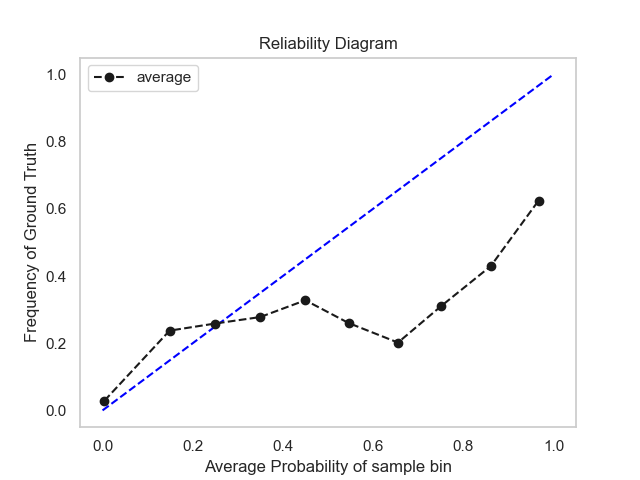 Reliability Diagram
average
1.0
0.8
0.6
0.4
0.2
0.0
Frequency of Ground Truth
0.0 0.2 0.4 0.6 0.8 1.0
Average Probability of sample bin